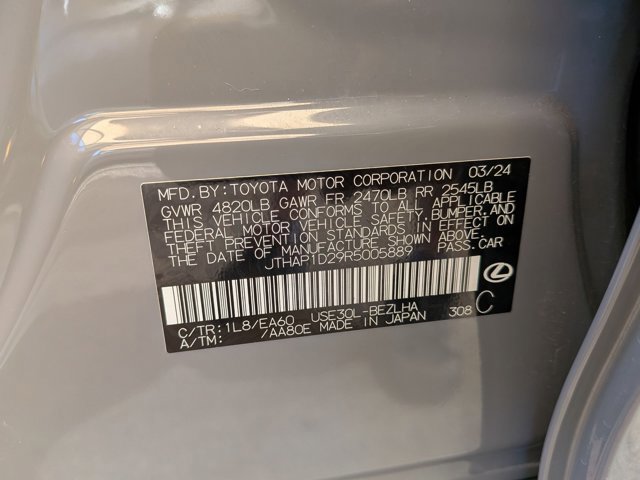 MFD. BY: TOYOTA MOTOR CORPORATION 03/24
GVWR 4820LB GAWR FR 2470LB RR 2545LB
THIS VEHICLE CONFORMS TO ALL APPLICABLE
FEDERAL MOTOR VEHICLE SAFETY, BUMPER, AND
THEFT PREVENTION STANDARDS IN EFFECT ON
THE DATE OF MANUFACTURE SHOWN ABOVE.
JTHAP1D29R5005889 PASS. CAR
C/TR: 1L8/EA60 USE30L-BEZLHA 308 C
A/TM: /AA80E MADE IN JAPAN